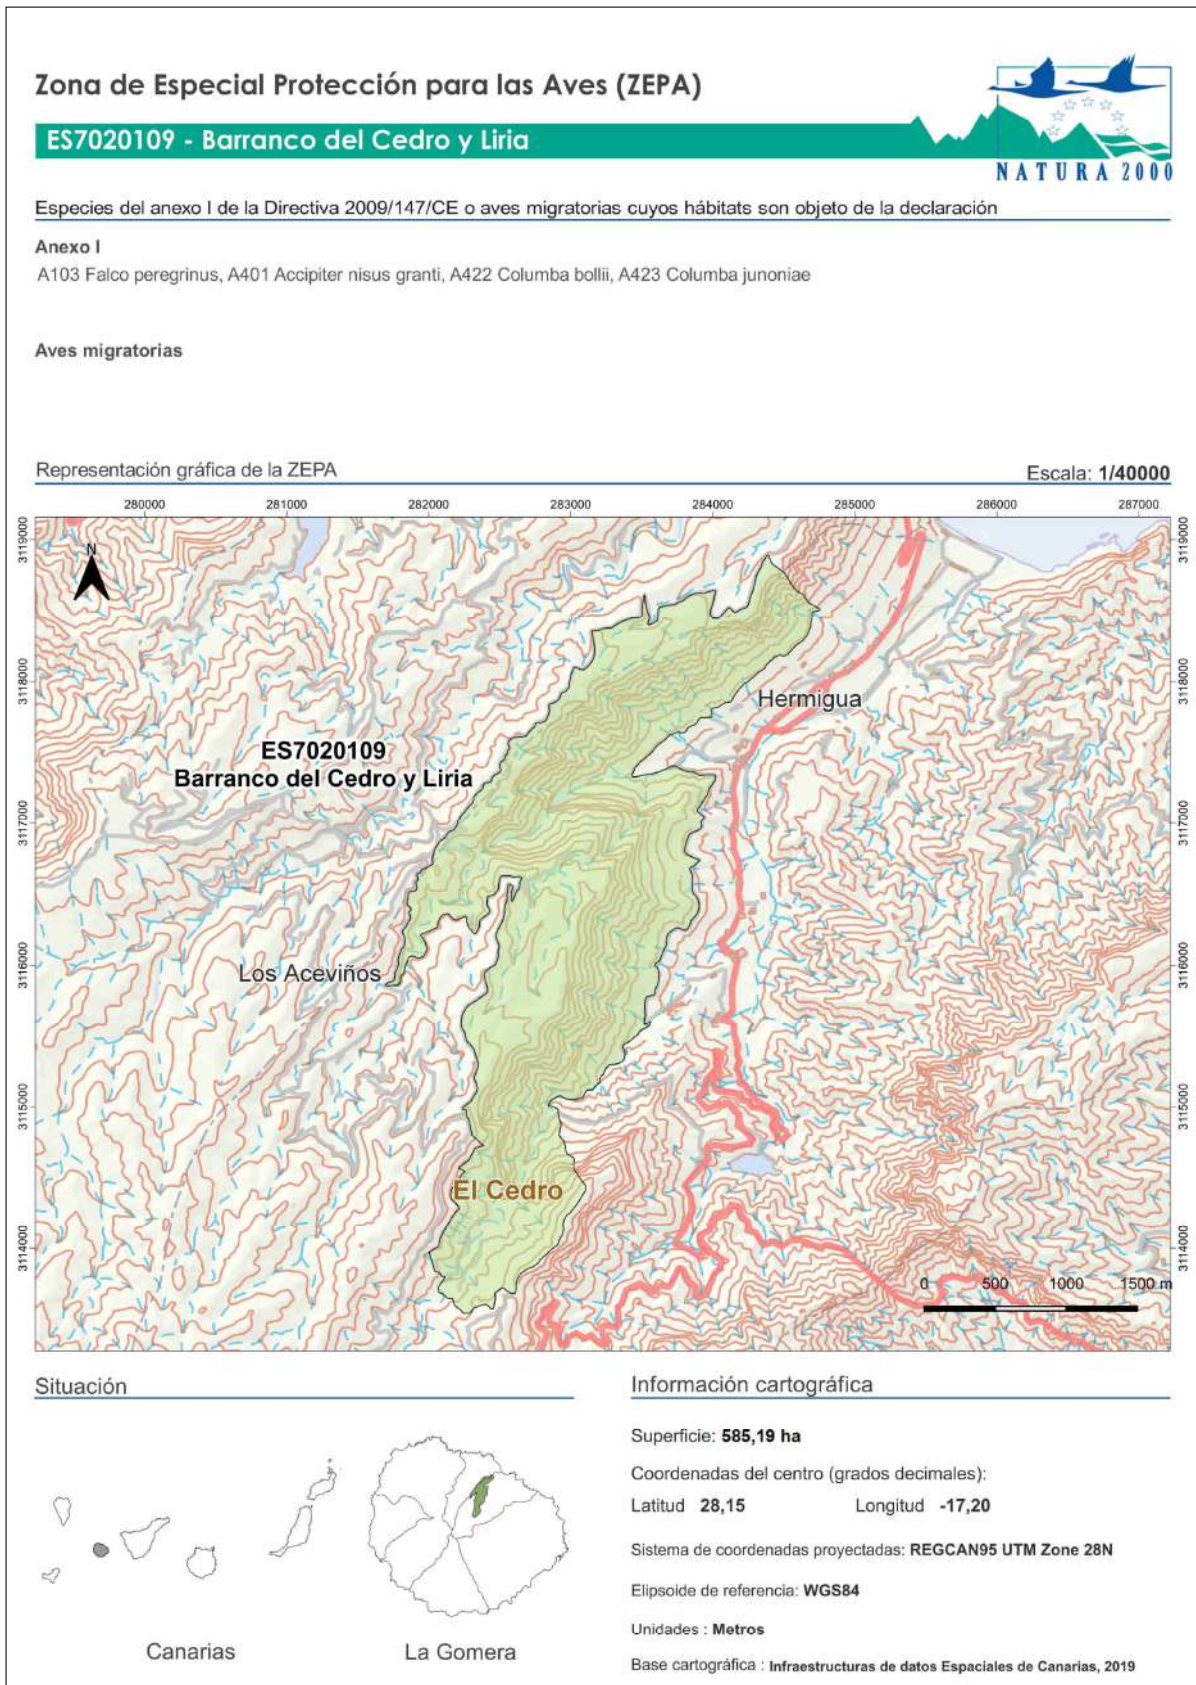 Zona de Especial Protección para las Aves (ZEPA)
ES7020109 - Barranco del Cedro y Liria
NATURA 2000
Especies del anexo I de la Directiva 2009/147/CE o aves migratorias cuyos hábitats son objeto de la declaración
Anexo I
A103 Falco peregrinus, A401 Accipiter nisus granti, A422 Columba bollii, A423 Columba junoniae
Aves migratorias
Representación gráfica de la ZEPA
Escala: 1/40000
280000 281000 282000 283000 284000 285000 286000 287000
3119000 3119000
N
3118000 3118000
Hermigua
ES7020109
Barranco del Cedro y Liria
3117000 3117000
3116000 3116000
Los Aceviños
3115000 3115000
El Cedro
3114000 3114000
0 500 1000 1500 m
Situación
Canarias
La Gomera
Información cartográfica
Superficie: 585,19 ha
Coordenadas del centro (grados decimales):
Latitud 28,15 Longitud -17,20
Sistema de coordenadas proyectadas: REGCAN95 UTM Zone 28N
Elipsoide de referencia: WGS84
Unidades : Metros
Base cartográfica : Infraestructuras de datos Espaciales de Canarias, 2019